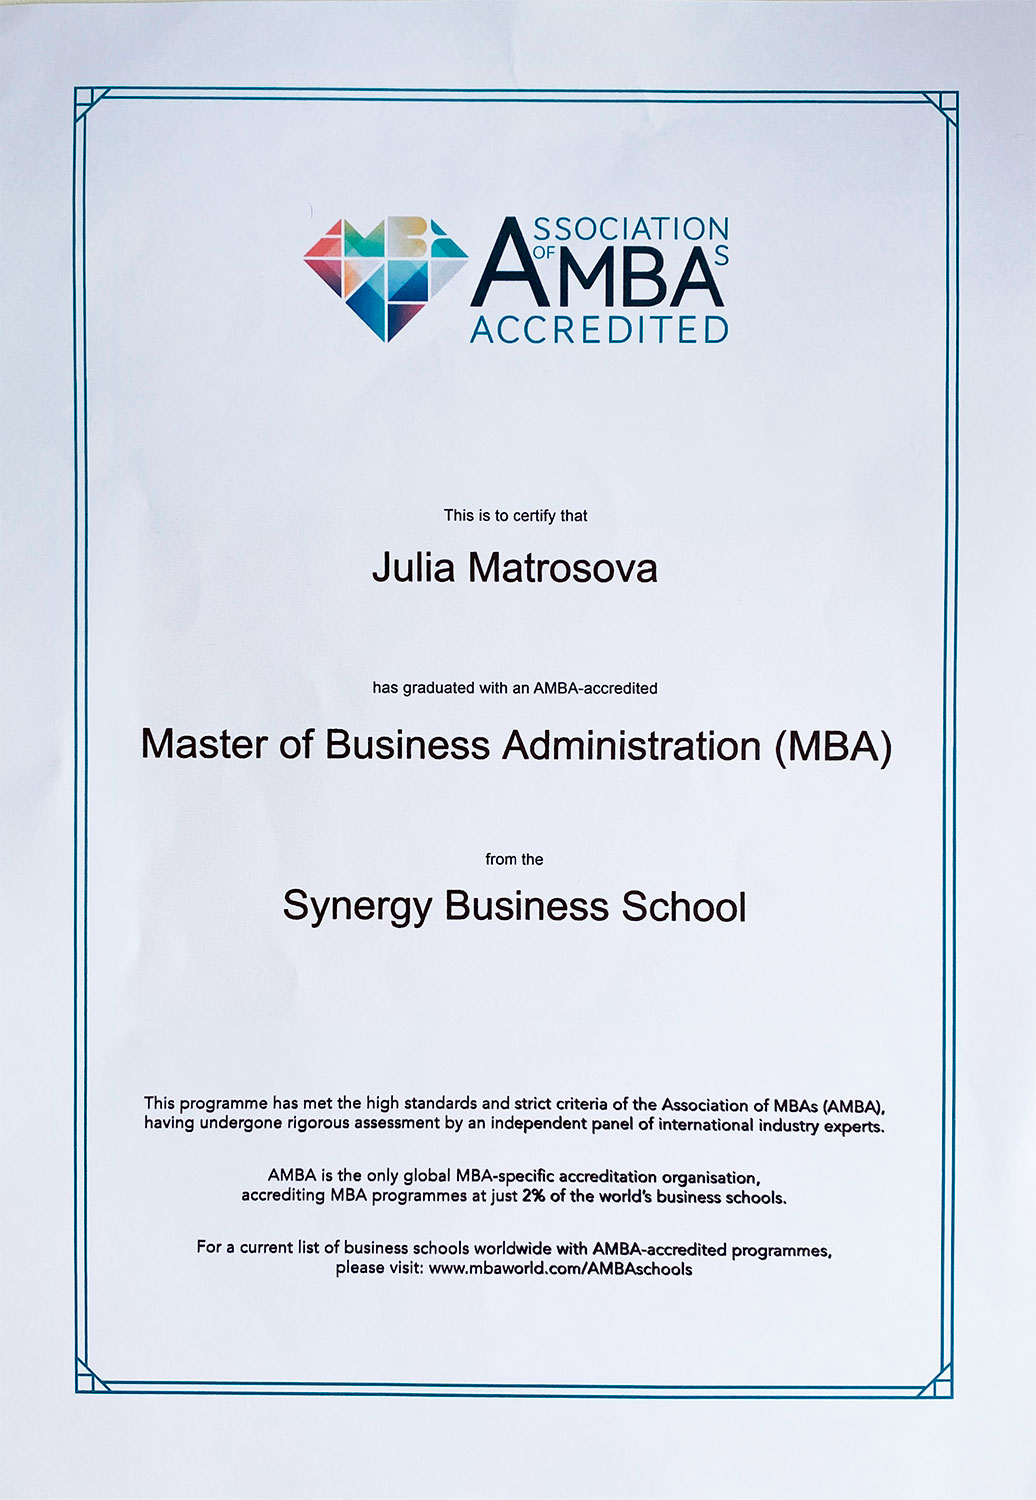 ASSOCIATION
OF MBAs
ACCREDITED
This is to certify that
Julia Matrosova
has graduated with an AMBA-accredited
Master of Business Administration (MBA)
from the
Synergy Business School
This programme has met the high standards and strict criteria of the Association of MBAs (AMBA),
having undergone rigorous assessment by an independent panel of international industry experts.
AMBA is the only global MBA-specific accreditation organisation,
accrediting MBA programmes at just 2% of the world's business schools.
For a current list of business schools worldwide with AMBA-accredited programmes,
please visit: www.mbaworld.com/AMBAschools